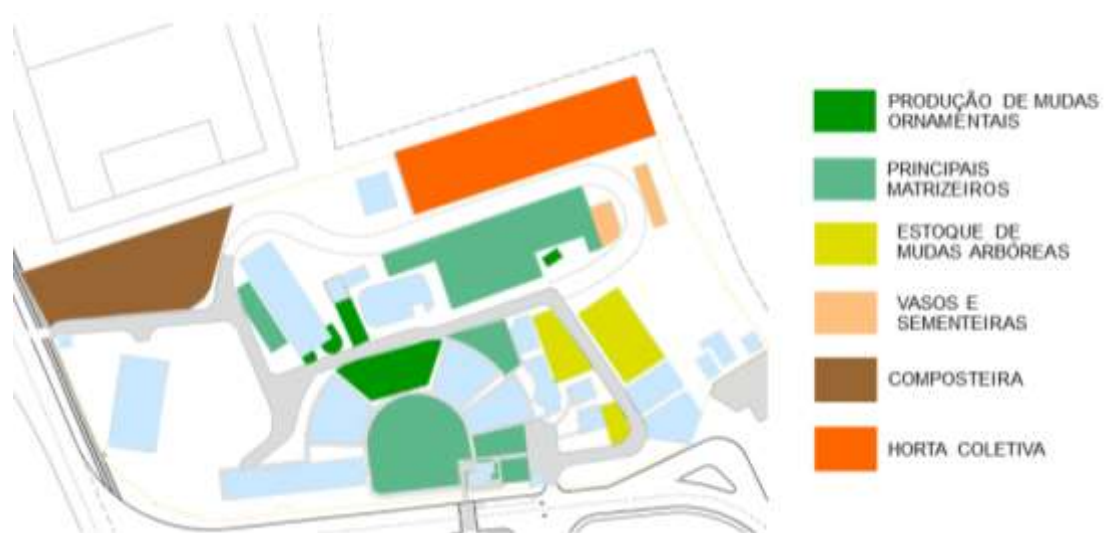 PRODUÇÃO DE MUDAS
ORNAMENTAIS
PRINCIPAIS
MATRIZEIROS
ESTOQUE DE
MUDAS ARBÓREAS
VASOS E
SEMENTEIRAS
COMPOSTEIRA
HORTA COLETIVA